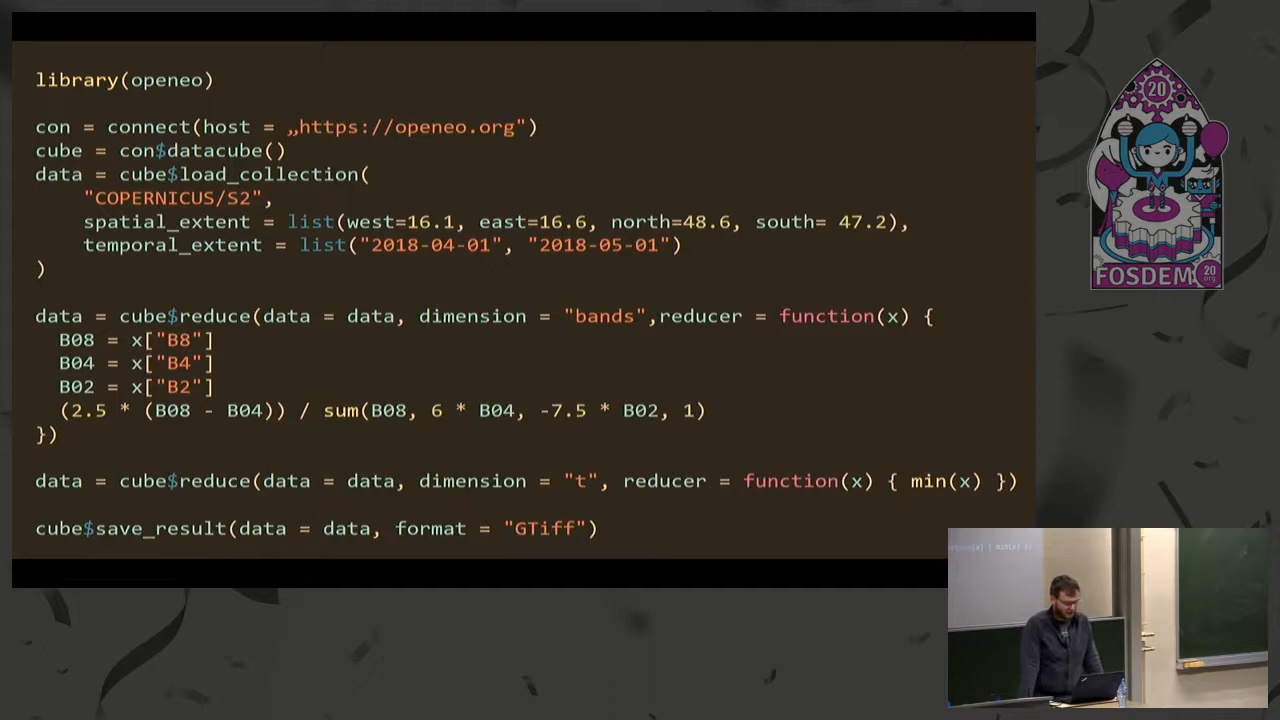 library(openeo)
con = connect(host = „https://openeo.org")
cube = con$datacube()
data = cube$load_collection(
"COPERNICUS/S2",
spatial_extent = list(west=16.1, east=16.6, north=48.6, south= 47.2),
temporal_extent = list("2018-04-01", "2018-05-01")
)
data = cube$reduce(data = data, dimension = "bands",reducer = function(x) {
B08 = x["B8"]
B04 = x["B4"]
B02 = x["B2"]
(2.5 * (B08 - B04)) / sum(B08, 6 * B04, -7.5 * B02, 1)
})
data = cube$reduce(data = data, dimension = "t", reducer = function(x) { min(x) })
cube$save_result(data = data, format = "GTiff")
20
FOSDEM 20 .org